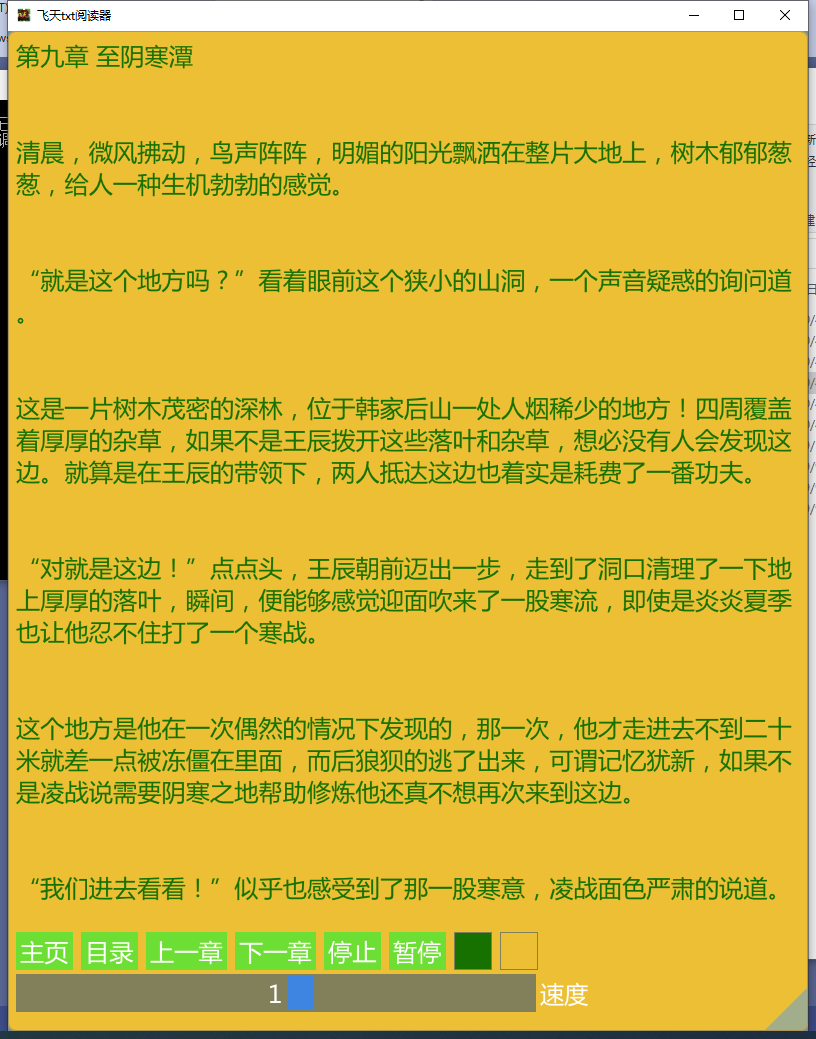 飞天txt阅读器
第九章 至阴寒潭
清晨，微风拂动，鸟声阵阵，明媚的阳光飘洒在整片大地上，树木郁郁葱
葱，给人一种生机勃勃的感觉。
“就是这个地方吗？”看着眼前这个狭小的山洞，一个声音疑惑的询问道
。
这是一片树木茂密的深林，位于韩家后山一处人烟稀少的地方！四周覆盖
着厚厚的杂草，如果不是王辰拨开这些落叶和杂草，想必没有人会发现这
边。就算是在王辰的带领下，两人抵达这边也着实是耗费了一番功夫。
“对就是这边！”点点头，王辰朝前迈出一步，走到了洞口清理了一下地
上厚厚的落叶，瞬间，便能够感觉迎面吹来了一股寒流，即使是炎炎夏季
也让他忍不住打了一个寒战。
这个地方是他在一次偶然的情况下发现的，那一次，他才走进去不到二十
米就差一点被冻僵在里面，而后狼狈的逃了出来，可谓记忆犹新，如果不
是凌战说需要阴寒之地帮助修炼他还真不想再次来到这边。
“我们进去看看！”似乎也感受到了那一股寒意，凌战面色严肃的说道。
主页 目录 上一章 下一章 停止 暂停
1 速度